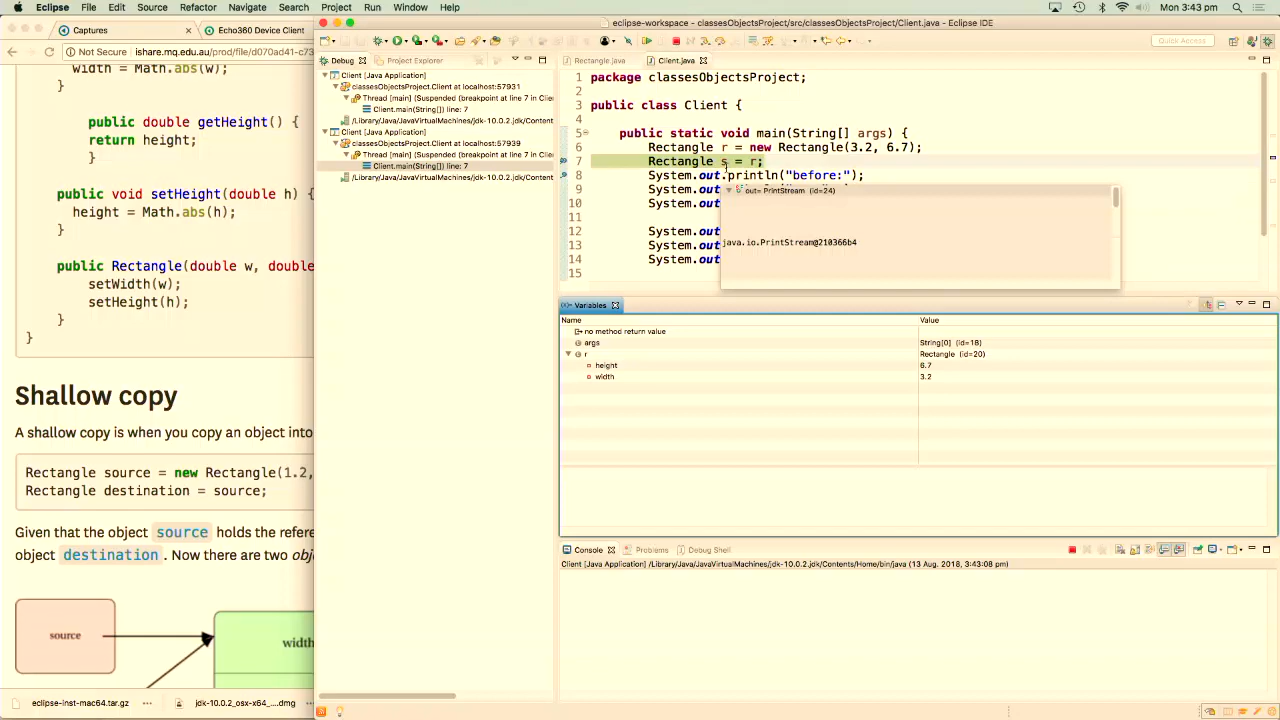 Eclipse File Edit Source Refactor Navigate Search Project Run Window Help
Mon 3:43 pm
Captures
Echo360 Device Client
eclipse-workspace - classesObjectsProject/src/classesObjectsProject/Client.java - Eclipse IDE
Not Secure ishare.mq.edu.au/prod/file/d070ad41-c73
Quick Access
width = Math.abs(w);
}
public double getHeight() {
return height;
}
public void setHeight(double h) {
height = Math.abs(h);
}
public Rectangle(double w, double
setWidth(w);
setHeight(h);
}
}
Shallow copy
A shallow copy is when you copy an object into
Rectangle source = new Rectangle(1.2,
Rectangle destination = source;
Given that the object source holds the refere
object destination. Now there are two obj
source
width
Debug
Project Explorer
Client [Java Application]
classesObjectsProject.Client at localhost:57931
Thread [main] (Suspended (breakpoint at line 7 in Clie
Client.main(String[]) line: 7
/Library/Java/JavaVirtualMachines/jdk-10.0.2.jdk/Content
Client [Java Application]
classesObjectsProject.Client at localhost:57939
Thread [main] (Suspended (breakpoint at line 7 in Clie
Client.main(String[]) line: 7
/Library/Java/JavaVirtualMachines/jdk-10.0.2.jdk/Content
Rectangle.java
Client.java
1 package classesObjectsProject;
2
3 public class Client {
4
5 public static void main(String[] args) {
6 Rectangle r = new Rectangle(3.2, 6.7);
7 Rectangle s = r;
8 System.out.println("before:");
9 System.out
10 System.out
11
12 System.out
13 System.out
14 System.out
15
out= PrintStream (id=24)
java.io.PrintStream@210366b4
Variables
Name Value
no method return value
args String[0] (id=18)
r Rectangle (id=20)
height 6.7
width 3.2
Console
Problems
Debug Shell
Client [Java Application] /Library/Java/JavaVirtualMachines/jdk-10.0.2.jdk/Contents/Home/bin/java (13 Aug. 2018, 3:43:08 pm)
eclipse-inst-mac64.tar.gz
jdk-10.0.2_osx-x64_....dmg